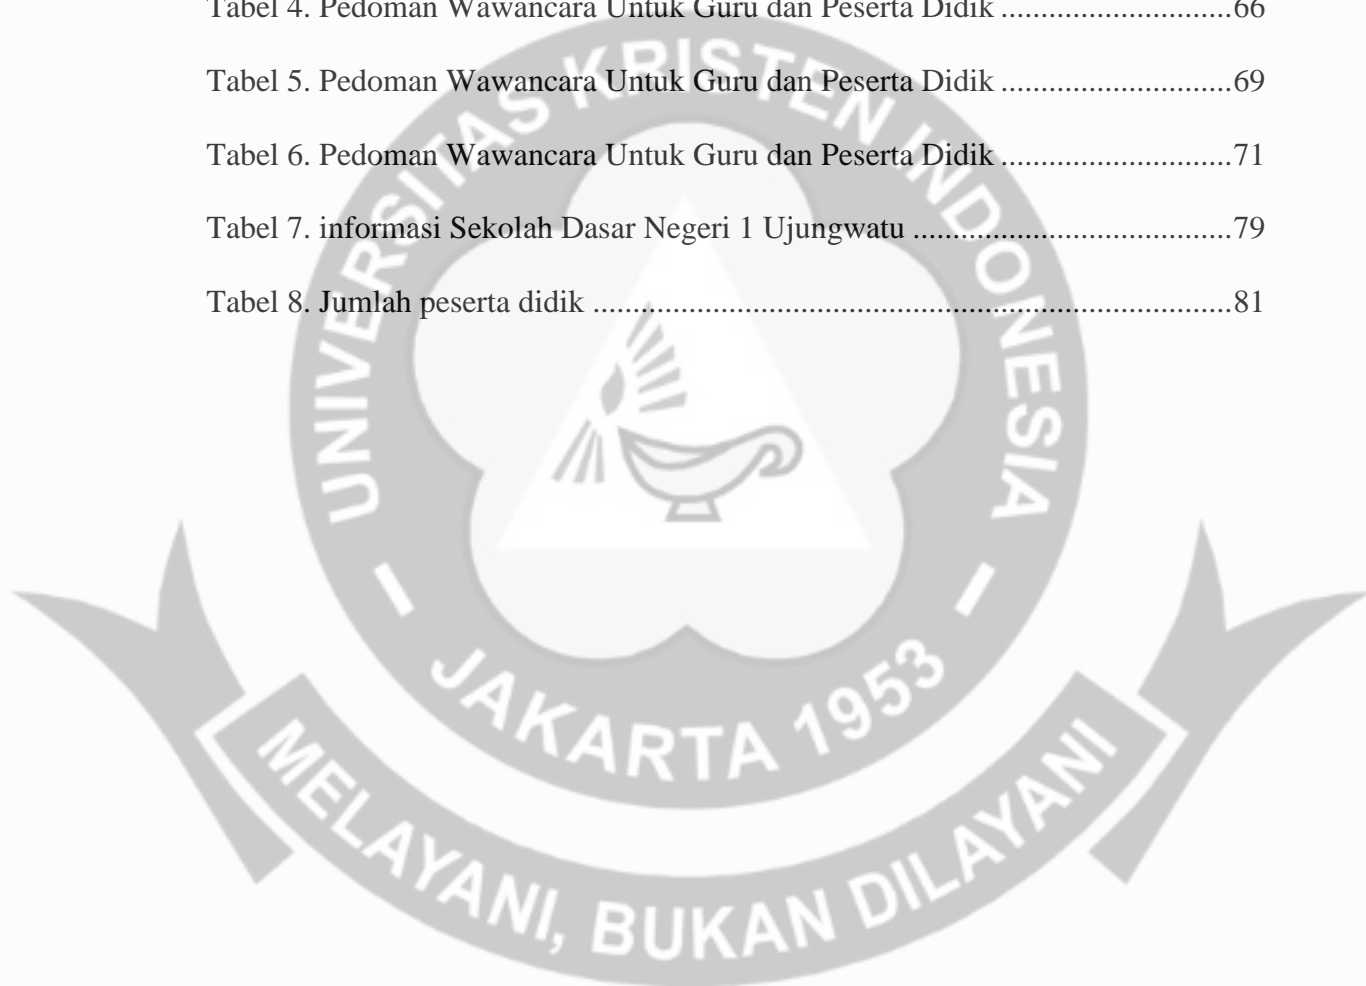 Tabel 4. Pedoman Wawancara Untuk Guru dan Peserta Didik .............................66
Tabel 5. Pedoman Wawancara Untuk Guru dan Peserta Didik .............................69
Tabel 6. Pedoman Wawancara Untuk Guru dan Peserta Didik .............................71
Tabel 7. informasi Sekolah Dasar Negeri 1 Ujungwatu ........................................79
Tabel 8. Jumlah peserta didik ................................................................................81
UNIVERSITAS KRISTEN INDONESIA
JAKARTA 1953
MELAYANI, BUKAN DILAYANI